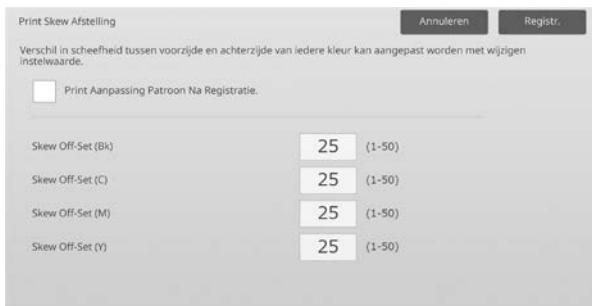 Print Skew Afstelling
Annuleren
Registr.
Verschil in scheefheid tussen voorzijde en achterzijde van iedere kleur kan aangepast worden met wijzigen
instelwaarde.
Print Aanpassing Patroon Na Registratie.
Skew Off-Set (Bk) 25 (1-50)
Skew Off-Set (C) 25 (1-50)
Skew Off-Set (M) 25 (1-50)
Skew Off-Set (Y) 25 (1-50)